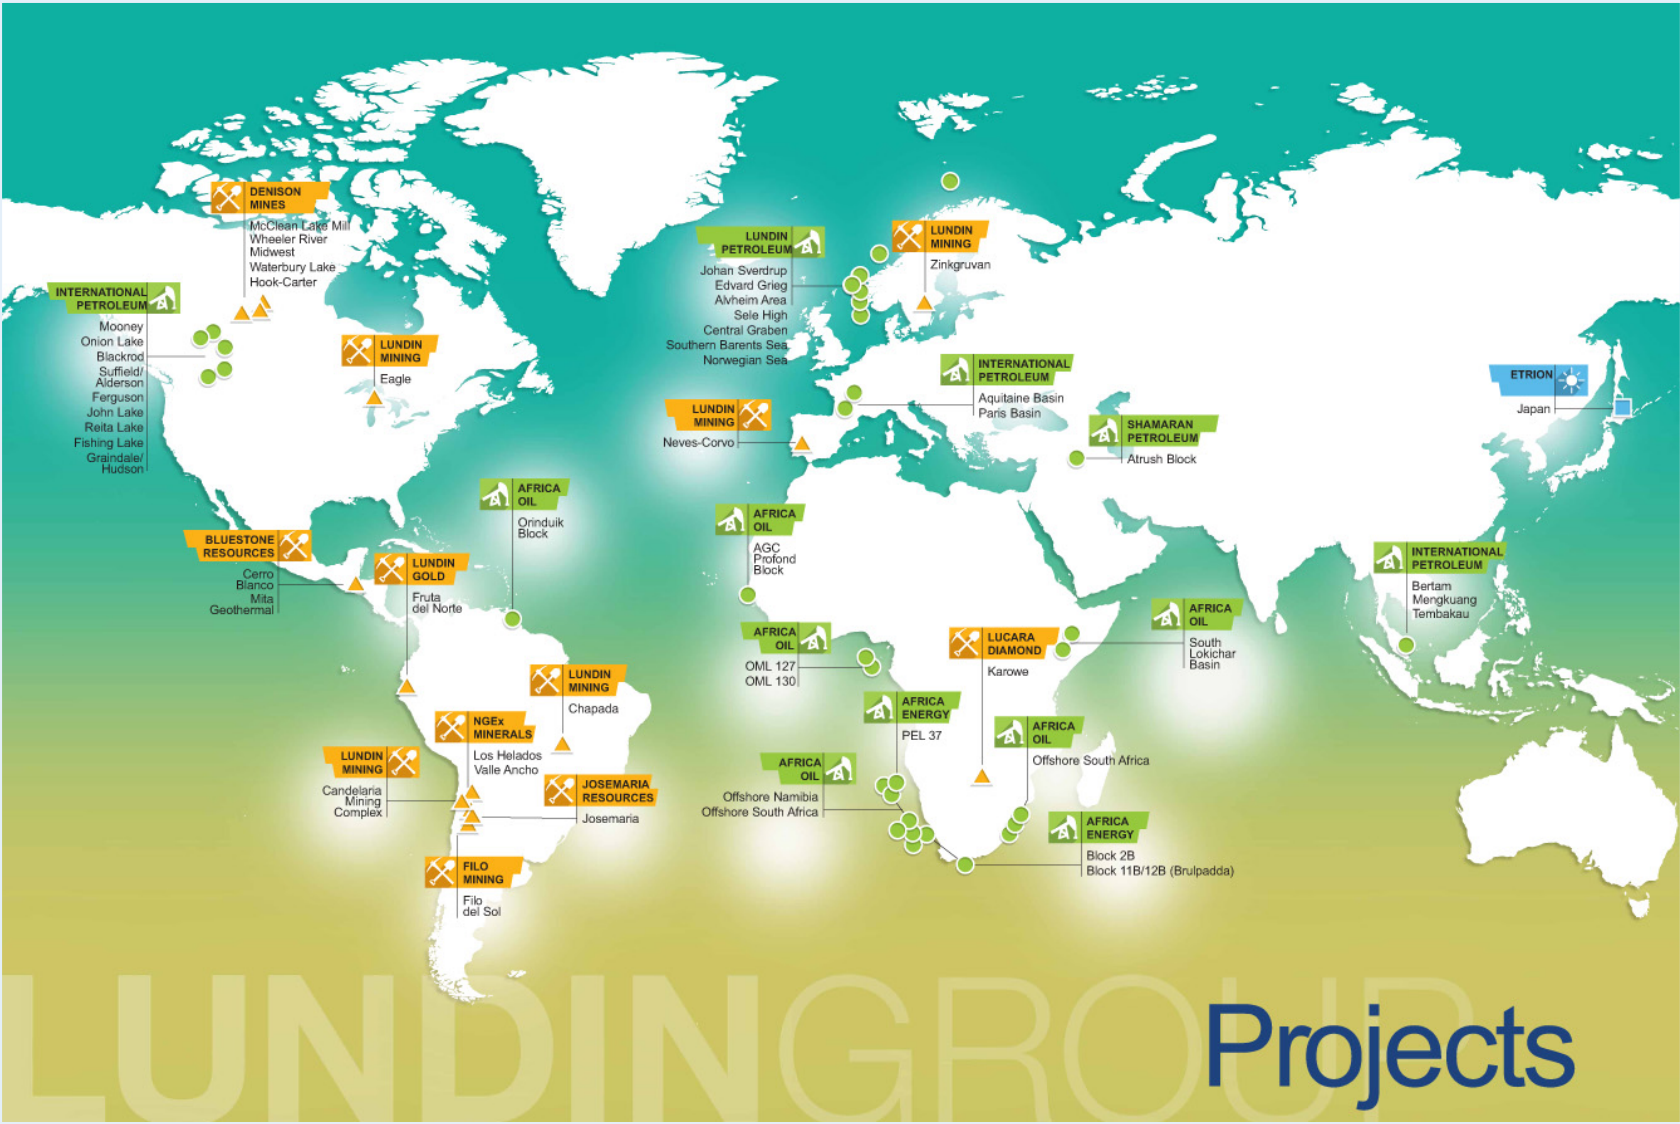 DENISON
MINES
McClean Lake Mill
Wheeler River
Midwest
Waterbury Lake
Hook-Carter
INTERNATIONAL
PETROLEUM
Mooney
Onion Lake
Blackrod
Suffield/
Alderson
Ferguson
John Lake
Reita Lake
Fishing Lake
Graindale/
Hudson
LUNDIN
MINING
Eagle
LUNDIN
PETROLEUM
Johan Sverdrup
Edvard Grieg
Alvheim Area
Sele High
Central Graben
Southern Barents Sea
Norwegian Sea
LUNDIN
MINING
Zinkgruvan
INTERNATIONAL
PETROLEUM
Aquitaine Basin
Paris Basin
LUNDIN
MINING
Neves-Corvo
SHAMARAN
PETROLEUM
Atrush Block
ETRION
Japan
AFRICA
OIL
Orinduik
Block
AFRICA
OIL
AGC
Profond
Block
BLUESTONE
RESOURCES
Cerro
Blanco
Mita
Geothermal
LUNDIN
GOLD
Fruta
del Norte
INTERNATIONAL
PETROLEUM
Bertam
Mengkuang
Tembakau
AFRICA
OIL
South
Lokichar
Basin
AFRICA
OIL
OML 127
OML 130
LUCARA
DIAMOND
Karowe
LUNDIN
MINING
Chapada
AFRICA
ENERGY
PEL 37
NGEx
MINERALS
Los Helados
Valle Ancho
AFRICA
OIL
Offshore South Africa
LUNDIN
MINING
Candelaria
Mining
Complex
AFRICA
OIL
Offshore Namibia
Offshore South Africa
JOSEMARIA
RESOURCES
Josemaria
AFRICA
ENERGY
Block 2B
Block 11B/12B (Brulpadda)
FILO
MINING
Filo
del Sol
LUNDINGROUP
Projects